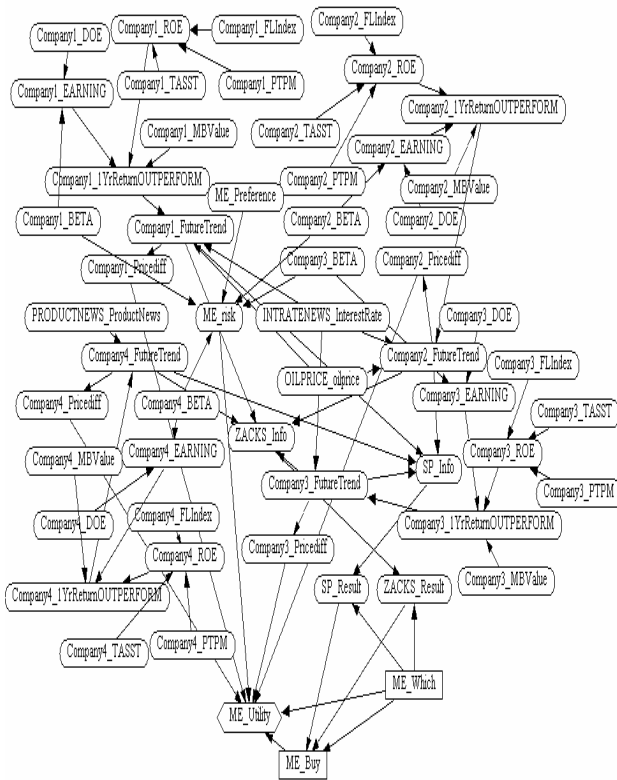 Company1_DOE
Company1_ROE
Company1_FLIndex
Company2_FLIndex
Company2_ROE
Company1_EARNING
Company1_TASST
Company1_PTPM
Company2_1YrReturnOUTPERFORM
Company1_MBValue
Company2_TASST
Company2_EARNING
Company1_1YrReturnOUTPERFORM
Company2_PTPM
Company2_MBValue
ME_Preference
Company1_BETA
Company1_FutureTrend
Company2_BETA
Company2_DOE
Company1_Pricediff
Company3_BETA
Company2_Pricediff
PRODUCTNEWS_ProductNews
ME_risk
INTRATENEWS_InterestRate
Company3_DOE
Company4_FutureTrend
Company2_FutureTrend
Company3_FLIndex
OILPRICE_oilprice
Company3_EARNING
Company4_Pricediff
Company4_BETA
Company3_TASST
ZACKS_Info
Company4_EARNING
Company3_ROE
Company4_MBValue
SP_Info
Company3_FutureTrend
Company3_PTPM
Company4_DOE
Company4_FLIndex
Company3_1YrReturnOUTPERFORM
Company4_ROE
Company3_Pricediff
Company3_MBValue
Company4_1YrReturnOUTPERFORM
SP_Result
ZACKS_Result
Company4_TASST
Company4_PTPM
ME_Which
ME_Utility
ME_Buy